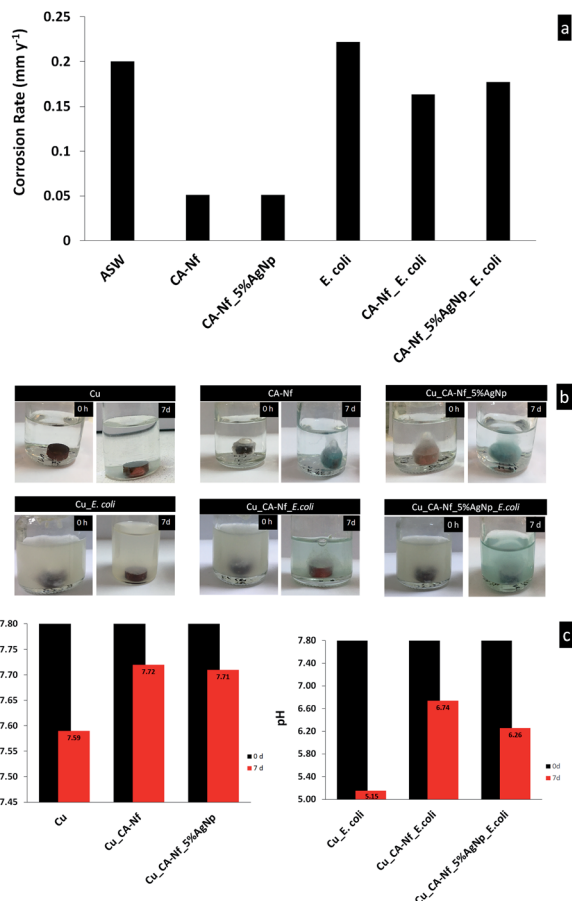 a
Corrosion Rate (mm y-1)
0.25
0.2
0.15
0.1
0.05
0
ASW
CA-Nf
CA-Nf_5%AgNp
E. coli
CA-Nf_ E. coli
CA-Nf_5%AgNp_ E. coli
b
Cu
0 h
7d
CA-Nf
0 h
7d
Cu_CA-Nf_5%AgNp
0 h
7 d
Cu_E. coli
0 h
7d
Cu_CA-Nf_E.coli
0 h
7d
Cu_CA-Nf_5%AgNp_E.coli
0 h
7d
c
7.80
7.75
7.70
7.65
7.60
7.55
7.50
7.45
7.59
7.72
7.71
0 d
7 d
Cu
Cu_CA-Nf
Cu_CA-Nf_5%AgNp
pH
7.80
7.40
7.00
6.60
6.20
5.80
5.40
5.00
5.15
6.74
6.26
0d
7d
Cu_E. coli
Cu_CA-Nf_E.coli
Cu_CA-Nf_5%AgNp_E.coli